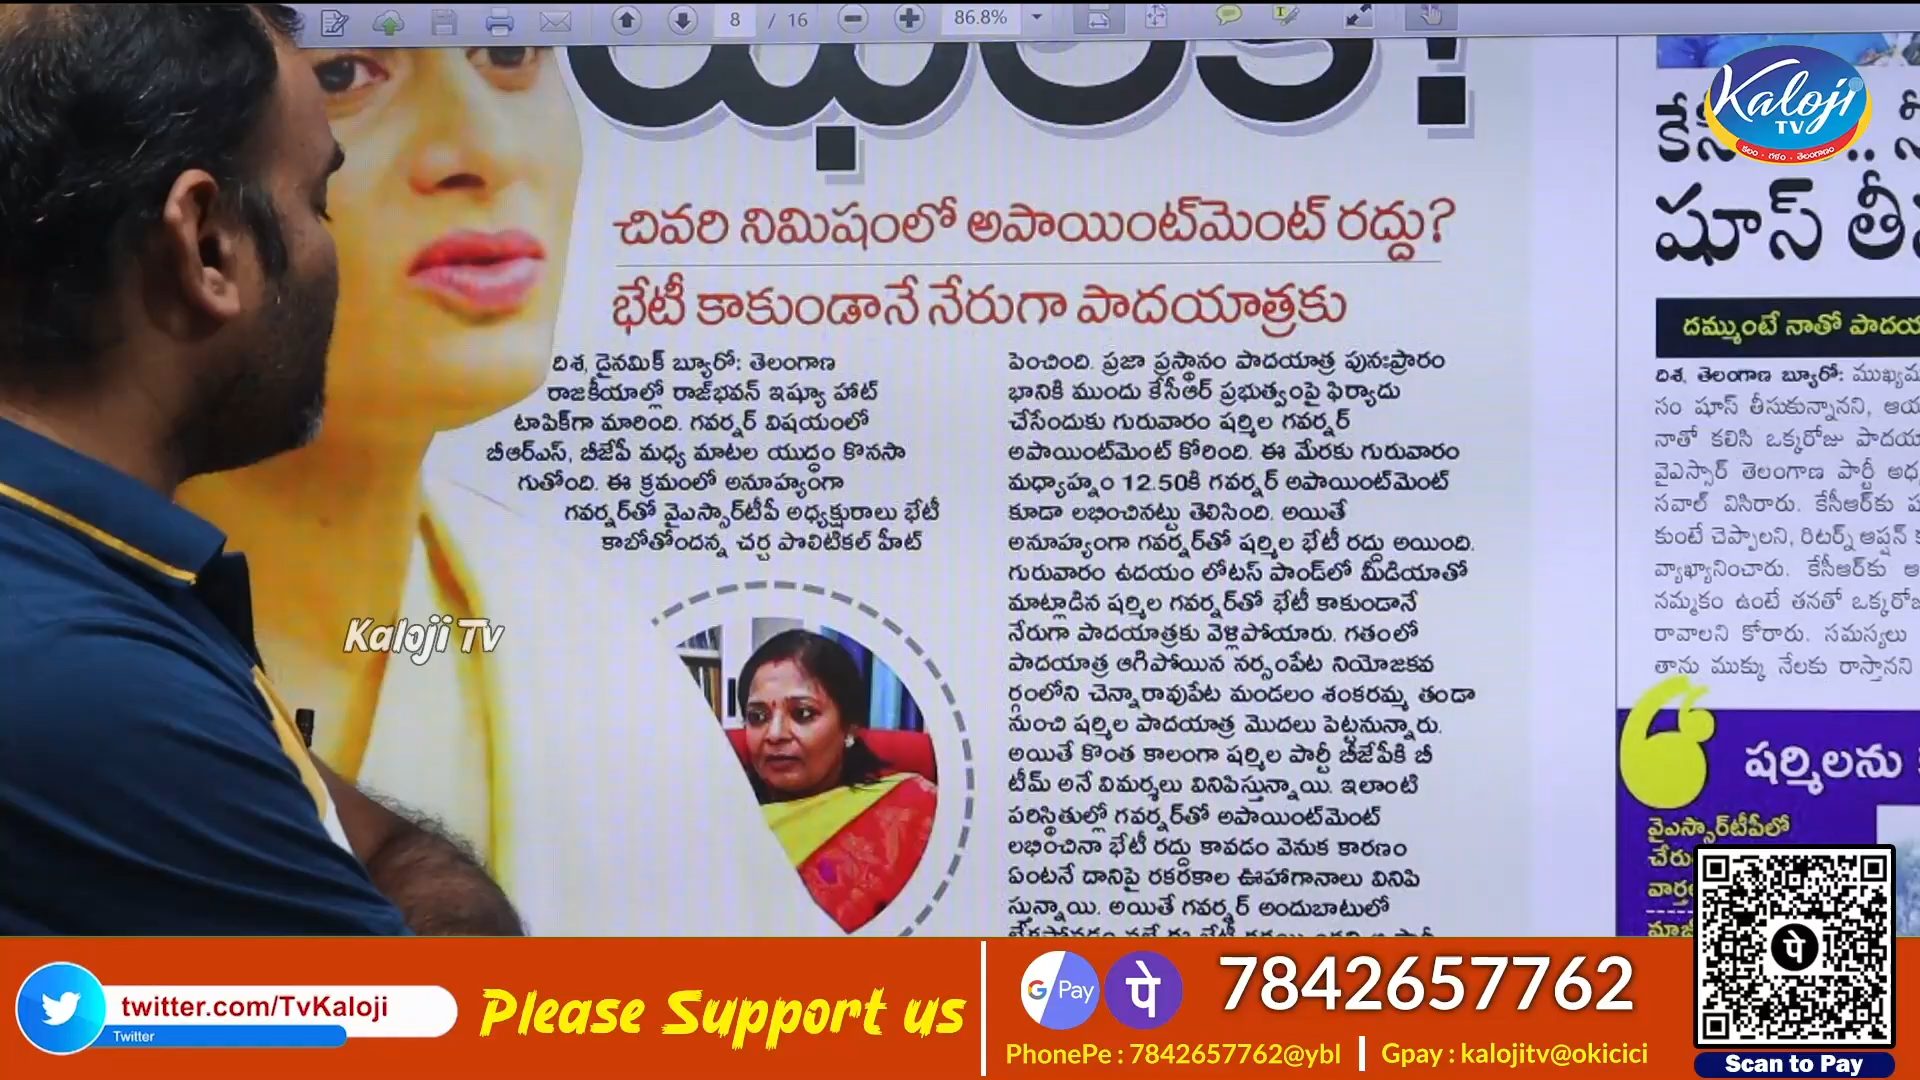 8 / 16
86.8%
Kaloji
TV
కలం - గళం - తెలంగాణం
చివరి నిమిషంలో అపాయింట్‌మెంట్ రద్దు?
భేటీ కాకుండానే నేరుగా పాదయాత్రకు
దిశ, డైనమిక్ బ్యూరో: తెలంగాణ
రాజకీయాల్లో రాజ్‌భవన్ ఇష్యూ హాట్
టాపిక్‌గా మారింది. గవర్నర్ విషయంలో
బీఆర్ఎస్, బీజేపీ మధ్య మాటల యుద్ధం కొనసా
గుతోంది. ఈ క్రమంలో అనూహ్యంగా
గవర్నర్‌తో వైఎస్సార్‌టీపీ అధ్యక్షురాలు భేటీ
కాబోతోందన్న చర్చ పొలిటికల్ హీట్
పెంచింది. ప్రజా ప్రస్థానం పాదయాత్ర పునఃప్రారం
భానికి ముందు కేసీఆర్ ప్రభుత్వంపై ఫిర్యాదు
చేసేందుకు గురువారం షర్మిల గవర్నర్
అపాయింట్‌మెంట్ కోరింది. ఈ మేరకు గురువారం
మధ్యాహ్నం 12.50కి గవర్నర్ అపాయింట్‌మెంట్
కూడా లభించినట్టు తెలిసింది. అయితే
అనూహ్యంగా గవర్నర్‌తో షర్మిల భేటీ రద్దు అయింది.
గురువారం ఉదయం లోటస్ పాండ్‌లో మీడియాతో
మాట్లాడిన షర్మిల గవర్నర్‌తో భేటీ కాకుండానే
నేరుగా పాదయాత్రకు వెళ్లిపోయారు. గతంలో
పాదయాత్ర ఆగిపోయిన నర్సంపేట నియోజకవ
ర్గంలోని చెన్నారావుపేట మండలం శంకరమ్మ తండా
నుంచి షర్మిల పాదయాత్ర మొదలు పెట్టనున్నారు.
అయితే కొంత కాలంగా షర్మిల పార్టీ బీజేపీకి బీ
టీమ్ అనే విమర్శలు వినిపిస్తున్నాయి. ఇలాంటి
పరిస్థితుల్లో గవర్నర్‌తో అపాయింట్‌మెంట్
లభించినా భేటీ రద్దు కావడం వెనుక కారణం
ఏంటనే దానిపై రకరకాల ఊహాగానాలు వినిపి
స్తున్నాయి. అయితే గవర్నర్ అందుబాటులో
షూస్
దమ్ముంటే నాతో
దిశ, తెలంగాణ బ్యూరో:
సం షూస్ తీసుకున్నానని,
నాతో కలిసి ఒక్కరోజు
వైఎస్సార్ తెలంగాణ పార్టీ
సవాల్ విసిరారు. కేసీఆర్‌కు
కుంటే చెప్పాలని, రిటర్న్ ఆప్షన్
వ్యాఖ్యానించారు. కేసీఆర్‌కు
నమ్మకం ఉంటే తనతో
రావాలని కోరారు. సమస్యలు
తాను ముక్కు నేలకు రాస్తానని
షర్మిలను
వైఎస్సార్‌టీపీలో
Kaloji Tv
twitter.com/TvKaloji
Twitter
Please Support us
G Pay
పే
7842657762
PhonePe : 7842657762@ybl | Gpay : kalojitv@okicici
Scan to Pay